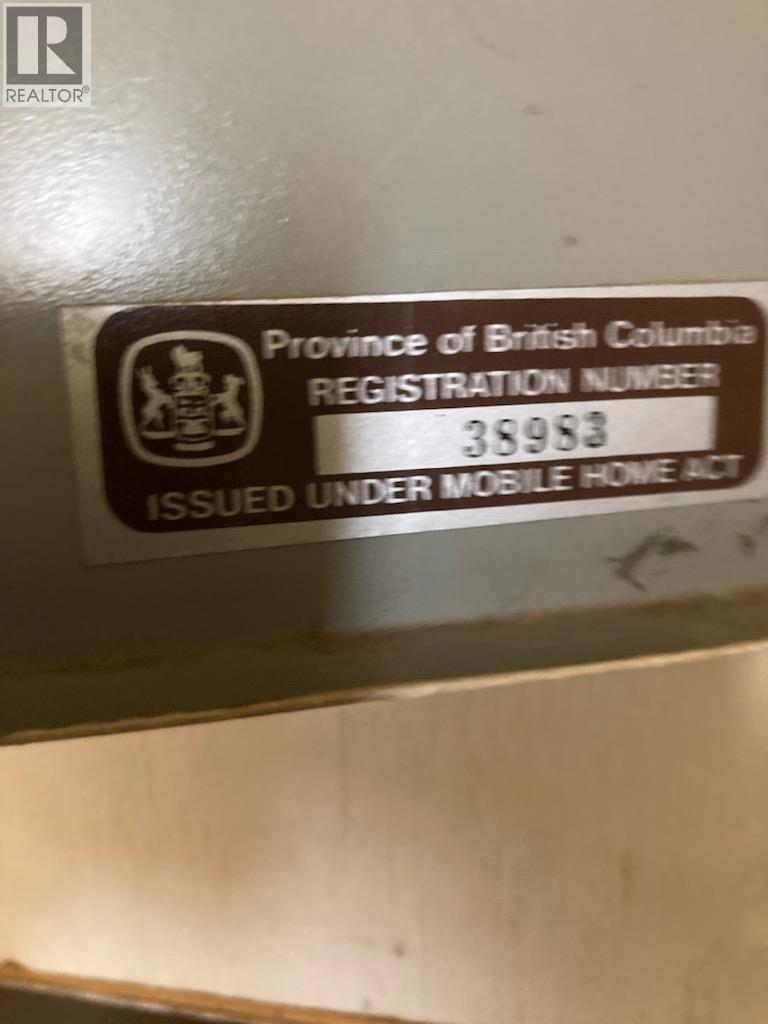 R
REALTOR®
Province of British Columbia
REGISTRATION NUMBER
38983
ISSUED UNDER MOBILE HOME ACT